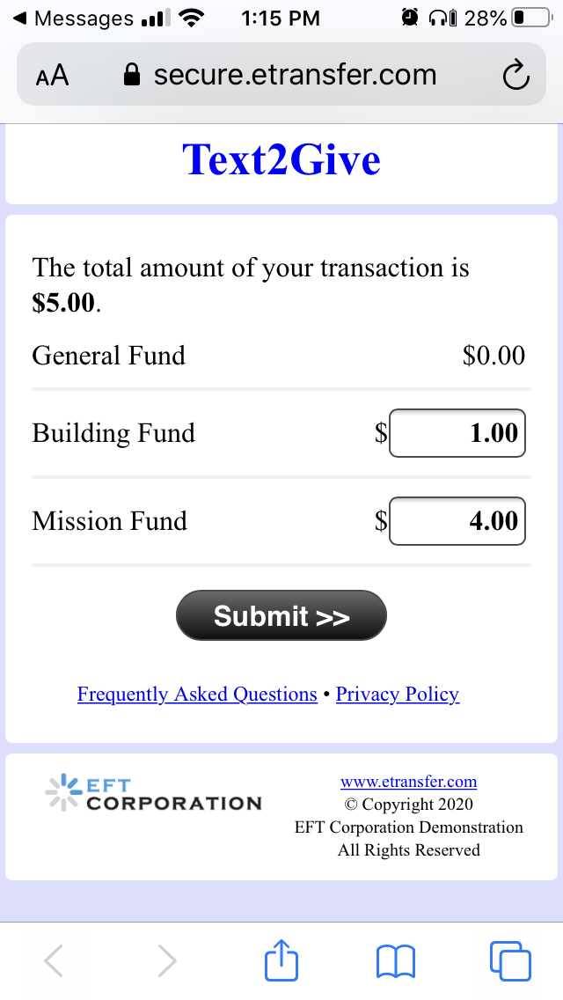 ◀ Messages 1:15 PM 28%
AA secure.etransfer.com
Text2Give
The total amount of your transaction is
$5.00.
General Fund $0.00
Building Fund $ 1.00
Mission Fund $ 4.00
Submit >>
Frequently Asked Questions • Privacy Policy
EFT
CORPORATION
www.etransfer.com
© Copyright 2020
EFT Corporation Demonstration
All Rights Reserved